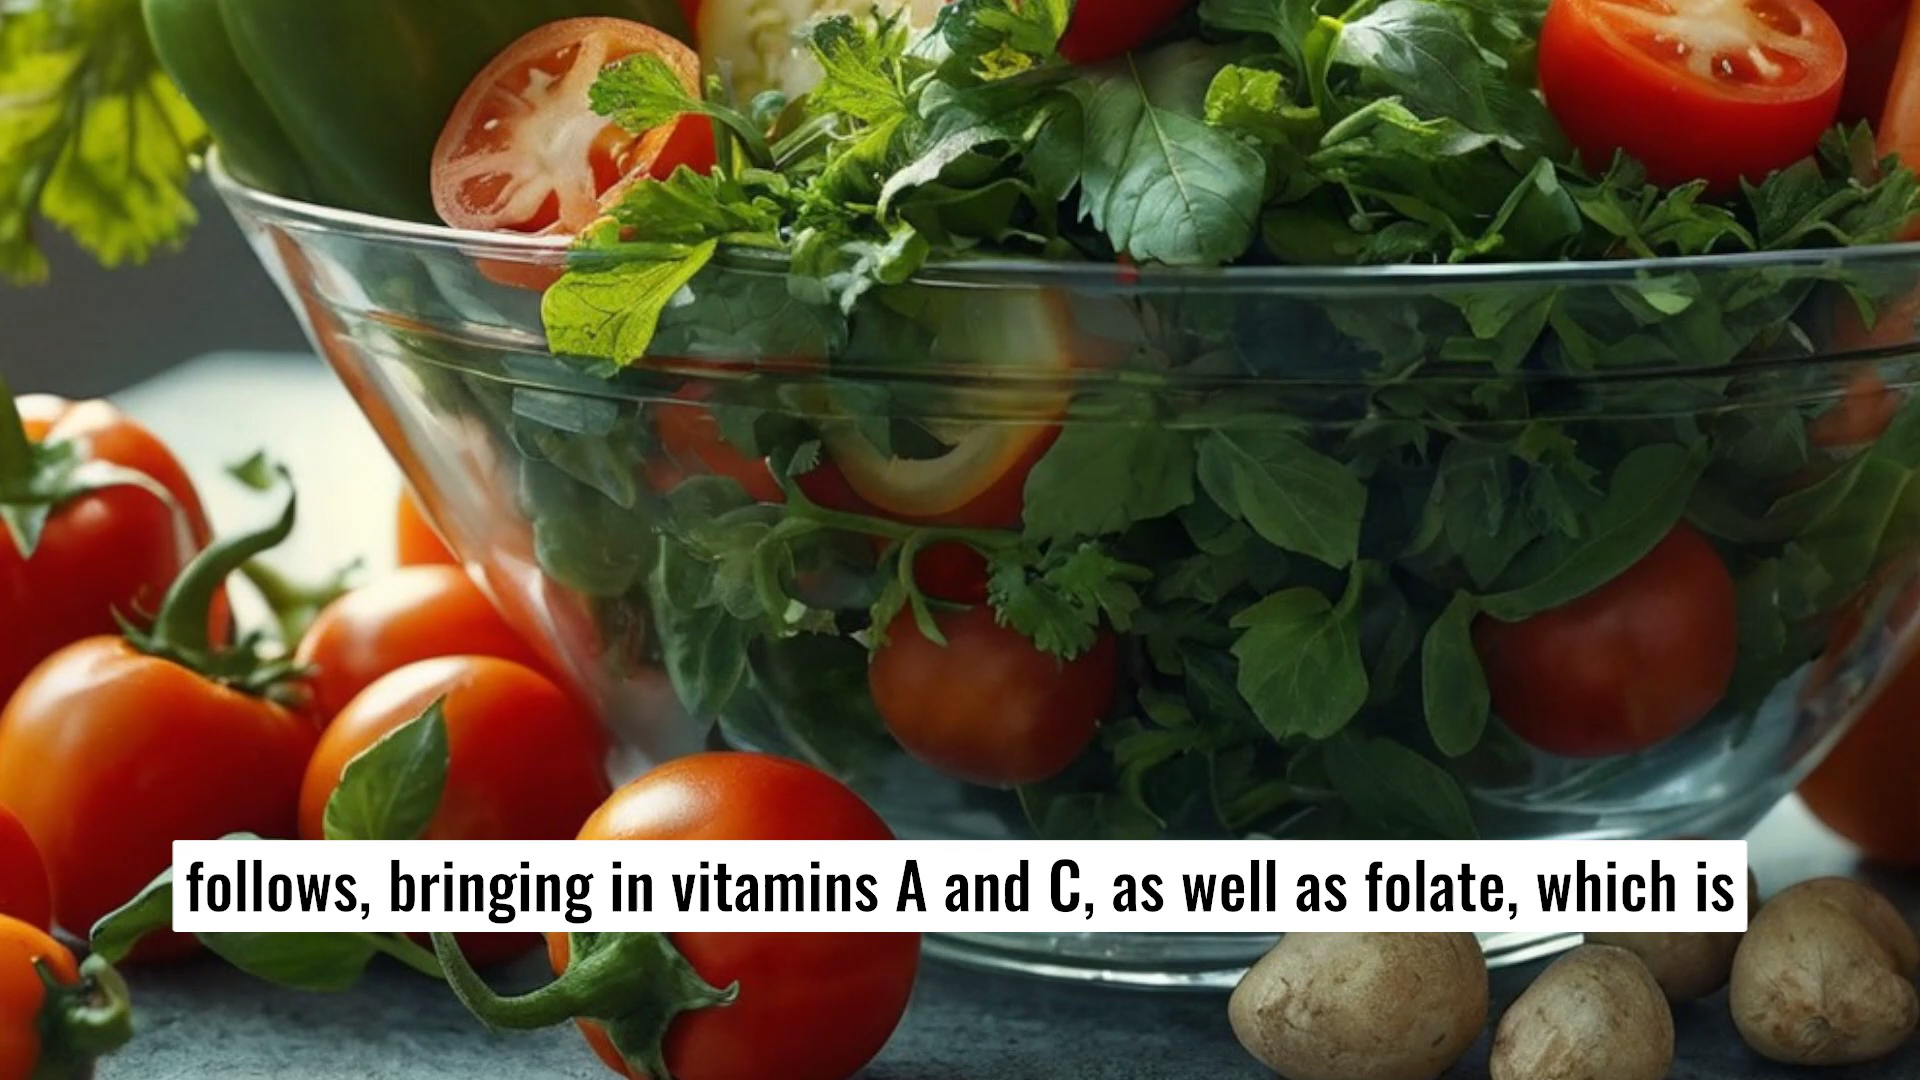 follows, bringing in vitamins A and C, as well as folate, which is